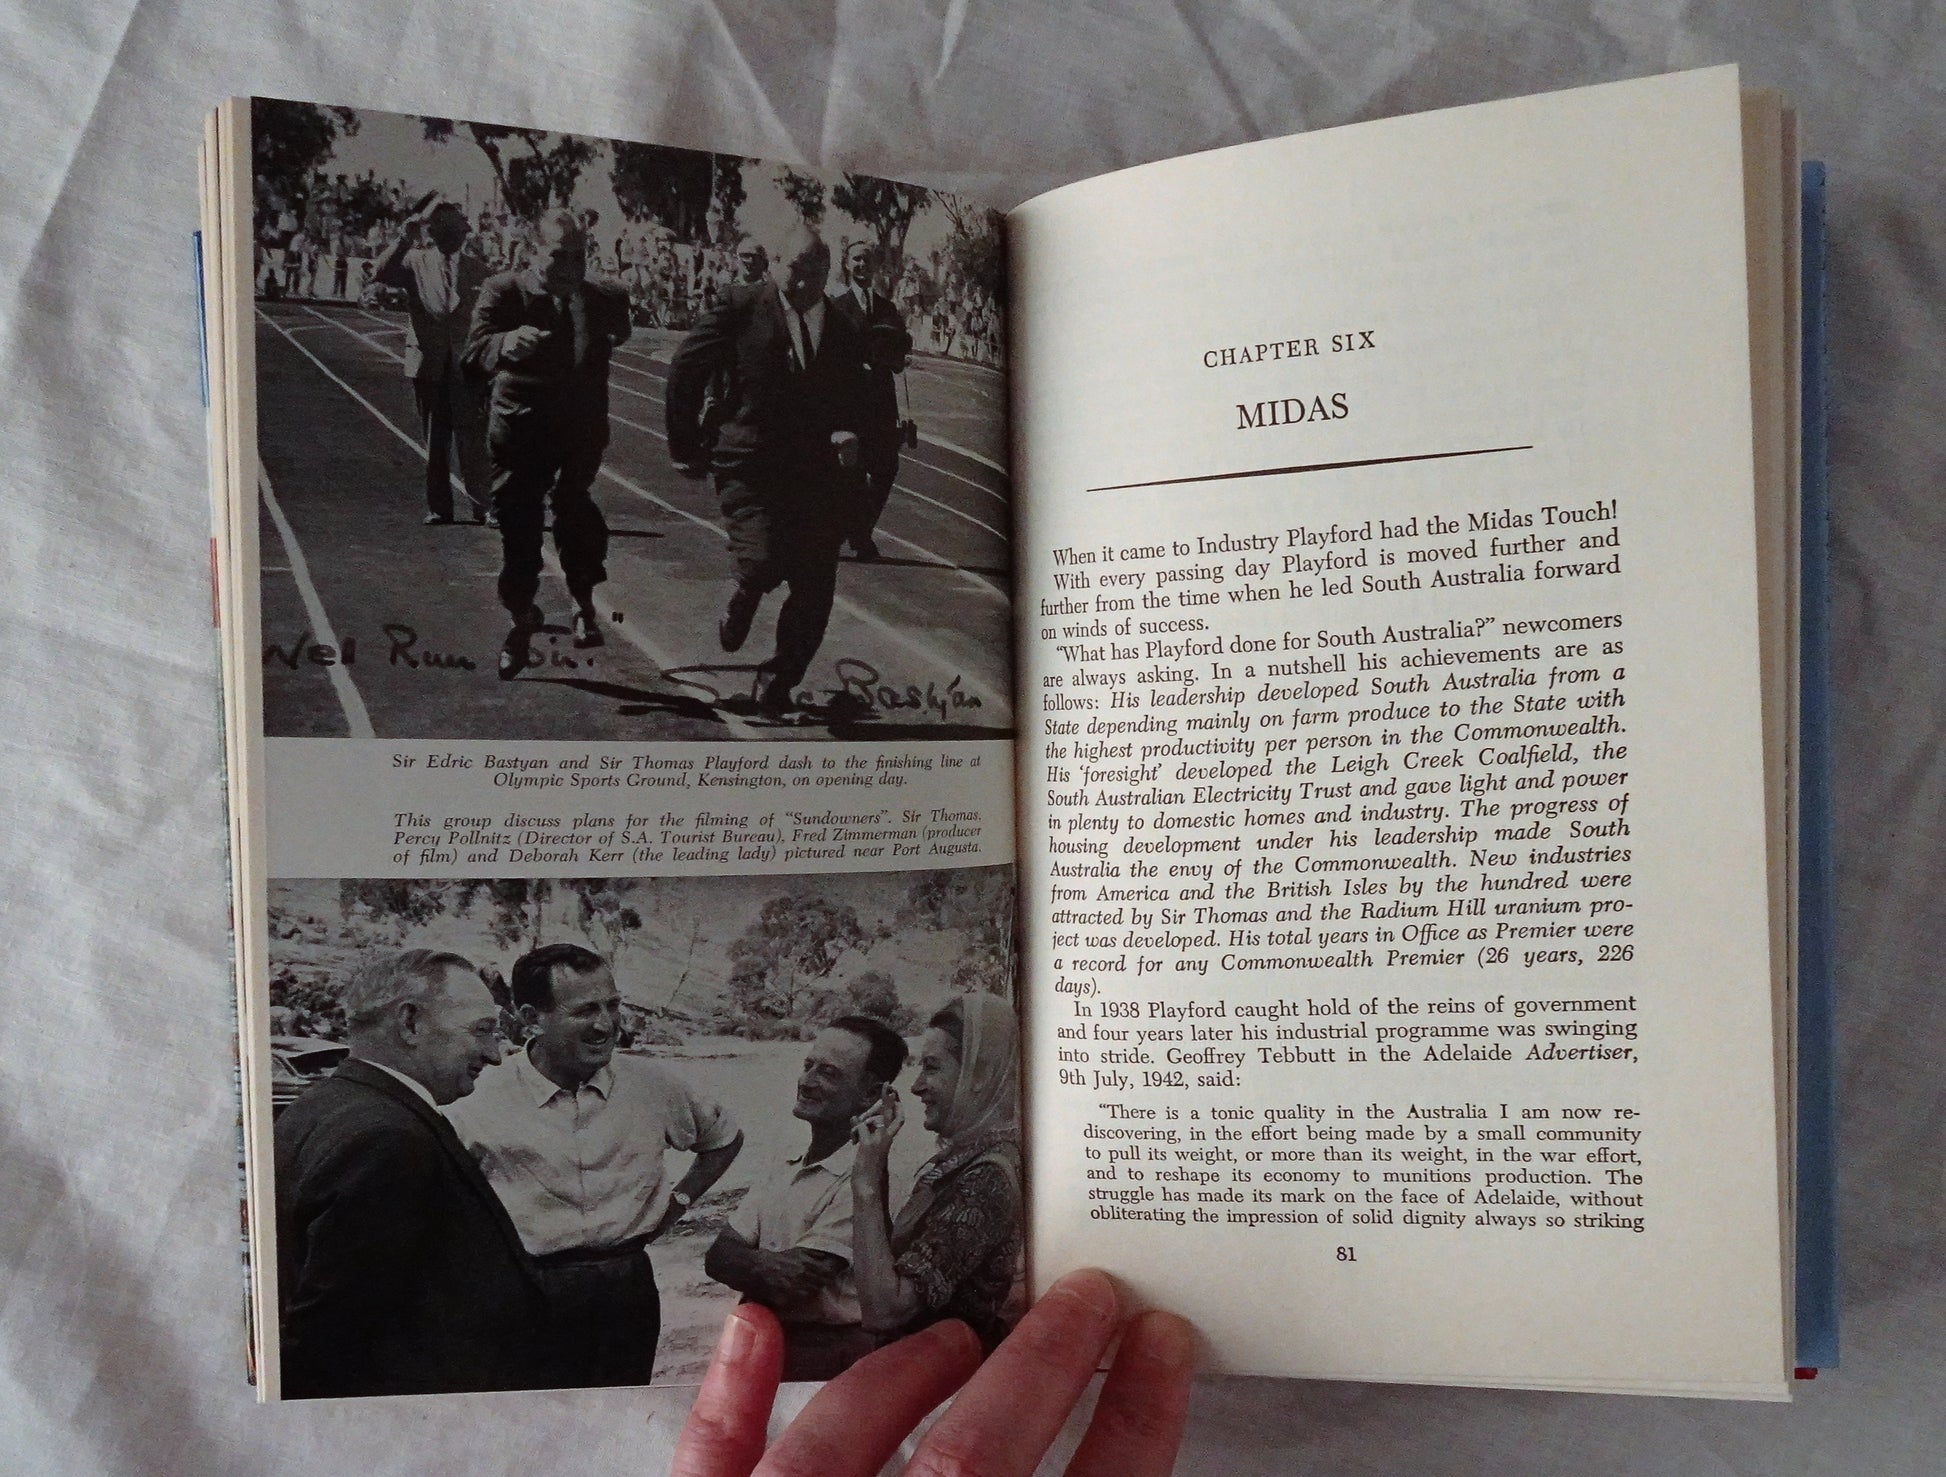 Wel Run Sir."
Edric Bastyan
Sir Edric Bastyan and Sir Thomas Playford dash to the finishing line at
Olympic Sports Ground, Kensington, on opening day.
This group discuss plans for the filming of "Sundowners". Sir Thomas,
Percy Pollnitz (Director of S.A. Tourist Bureau), Fred Zimmerman (producer
of film) and Deborah Kerr (the leading lady) pictured near Port Augusta.
CHAPTER SIX
MIDAS
When it came to Industry Playford had the Midas Touch!
With every passing day Playford is moved further and
further from the time when he led South Australia forward
on winds of success.
"What has Playford done for South Australia?" newcomers
are always asking. In a nutshell his achievements are as
follows: His leadership developed South Australia from a
State depending mainly on farm produce to the State with
the highest productivity per person in the Commonwealth.
His 'foresight' developed the Leigh Creek Coalfield, the
South Australian Electricity Trust and gave light and power
in plenty to domestic homes and industry. The progress of
housing development under his leadership made South
Australia the envy of the Commonwealth. New industries
from America and the British Isles by the hundred were
attracted by Sir Thomas and the Radium Hill uranium pro-
ject was developed. His total years in Office as Premier were
a record for any Commonwealth Premier (26 years, 226
days).
In 1938 Playford caught hold of the reins of government
and four years later his industrial programme was swinging
into stride. Geoffrey Tebbutt in the Adelaide Advertiser,
9th July, 1942, said:
"There is a tonic quality in the Australia I am now re-
discovering, in the effort being made by a small community
to pull its weight, or more than its weight, in the war effort,
and to reshape its economy to munitions production. The
struggle has made its mark on the face of Adelaide, without
obliterating the impression of solid dignity always so striking
81